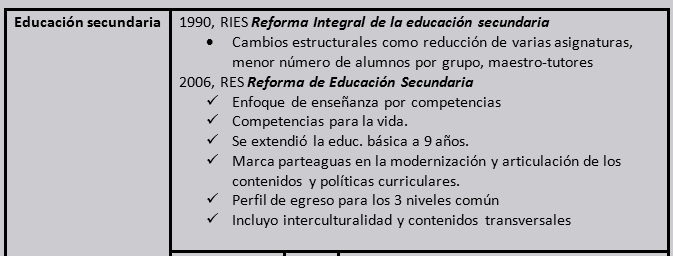 Educación secundaria
1990, RIES Reforma Integral de la educación secundaria
• Cambios estructurales como reducción de varias asignaturas,
menor número de alumnos por grupo, maestro-tutores
2006, RES Reforma de Educación Secundaria
✓ Enfoque de enseñanza por competencias
✓ Competencias para la vida.
✓ Se extendió la educ. básica a 9 años.
✓ Marca parteaguas en la modernización y articulación de los
contenidos y políticas curriculares.
✓ Perfil de egreso para los 3 niveles común
✓ Incluyo interculturalidad y contenidos transversales